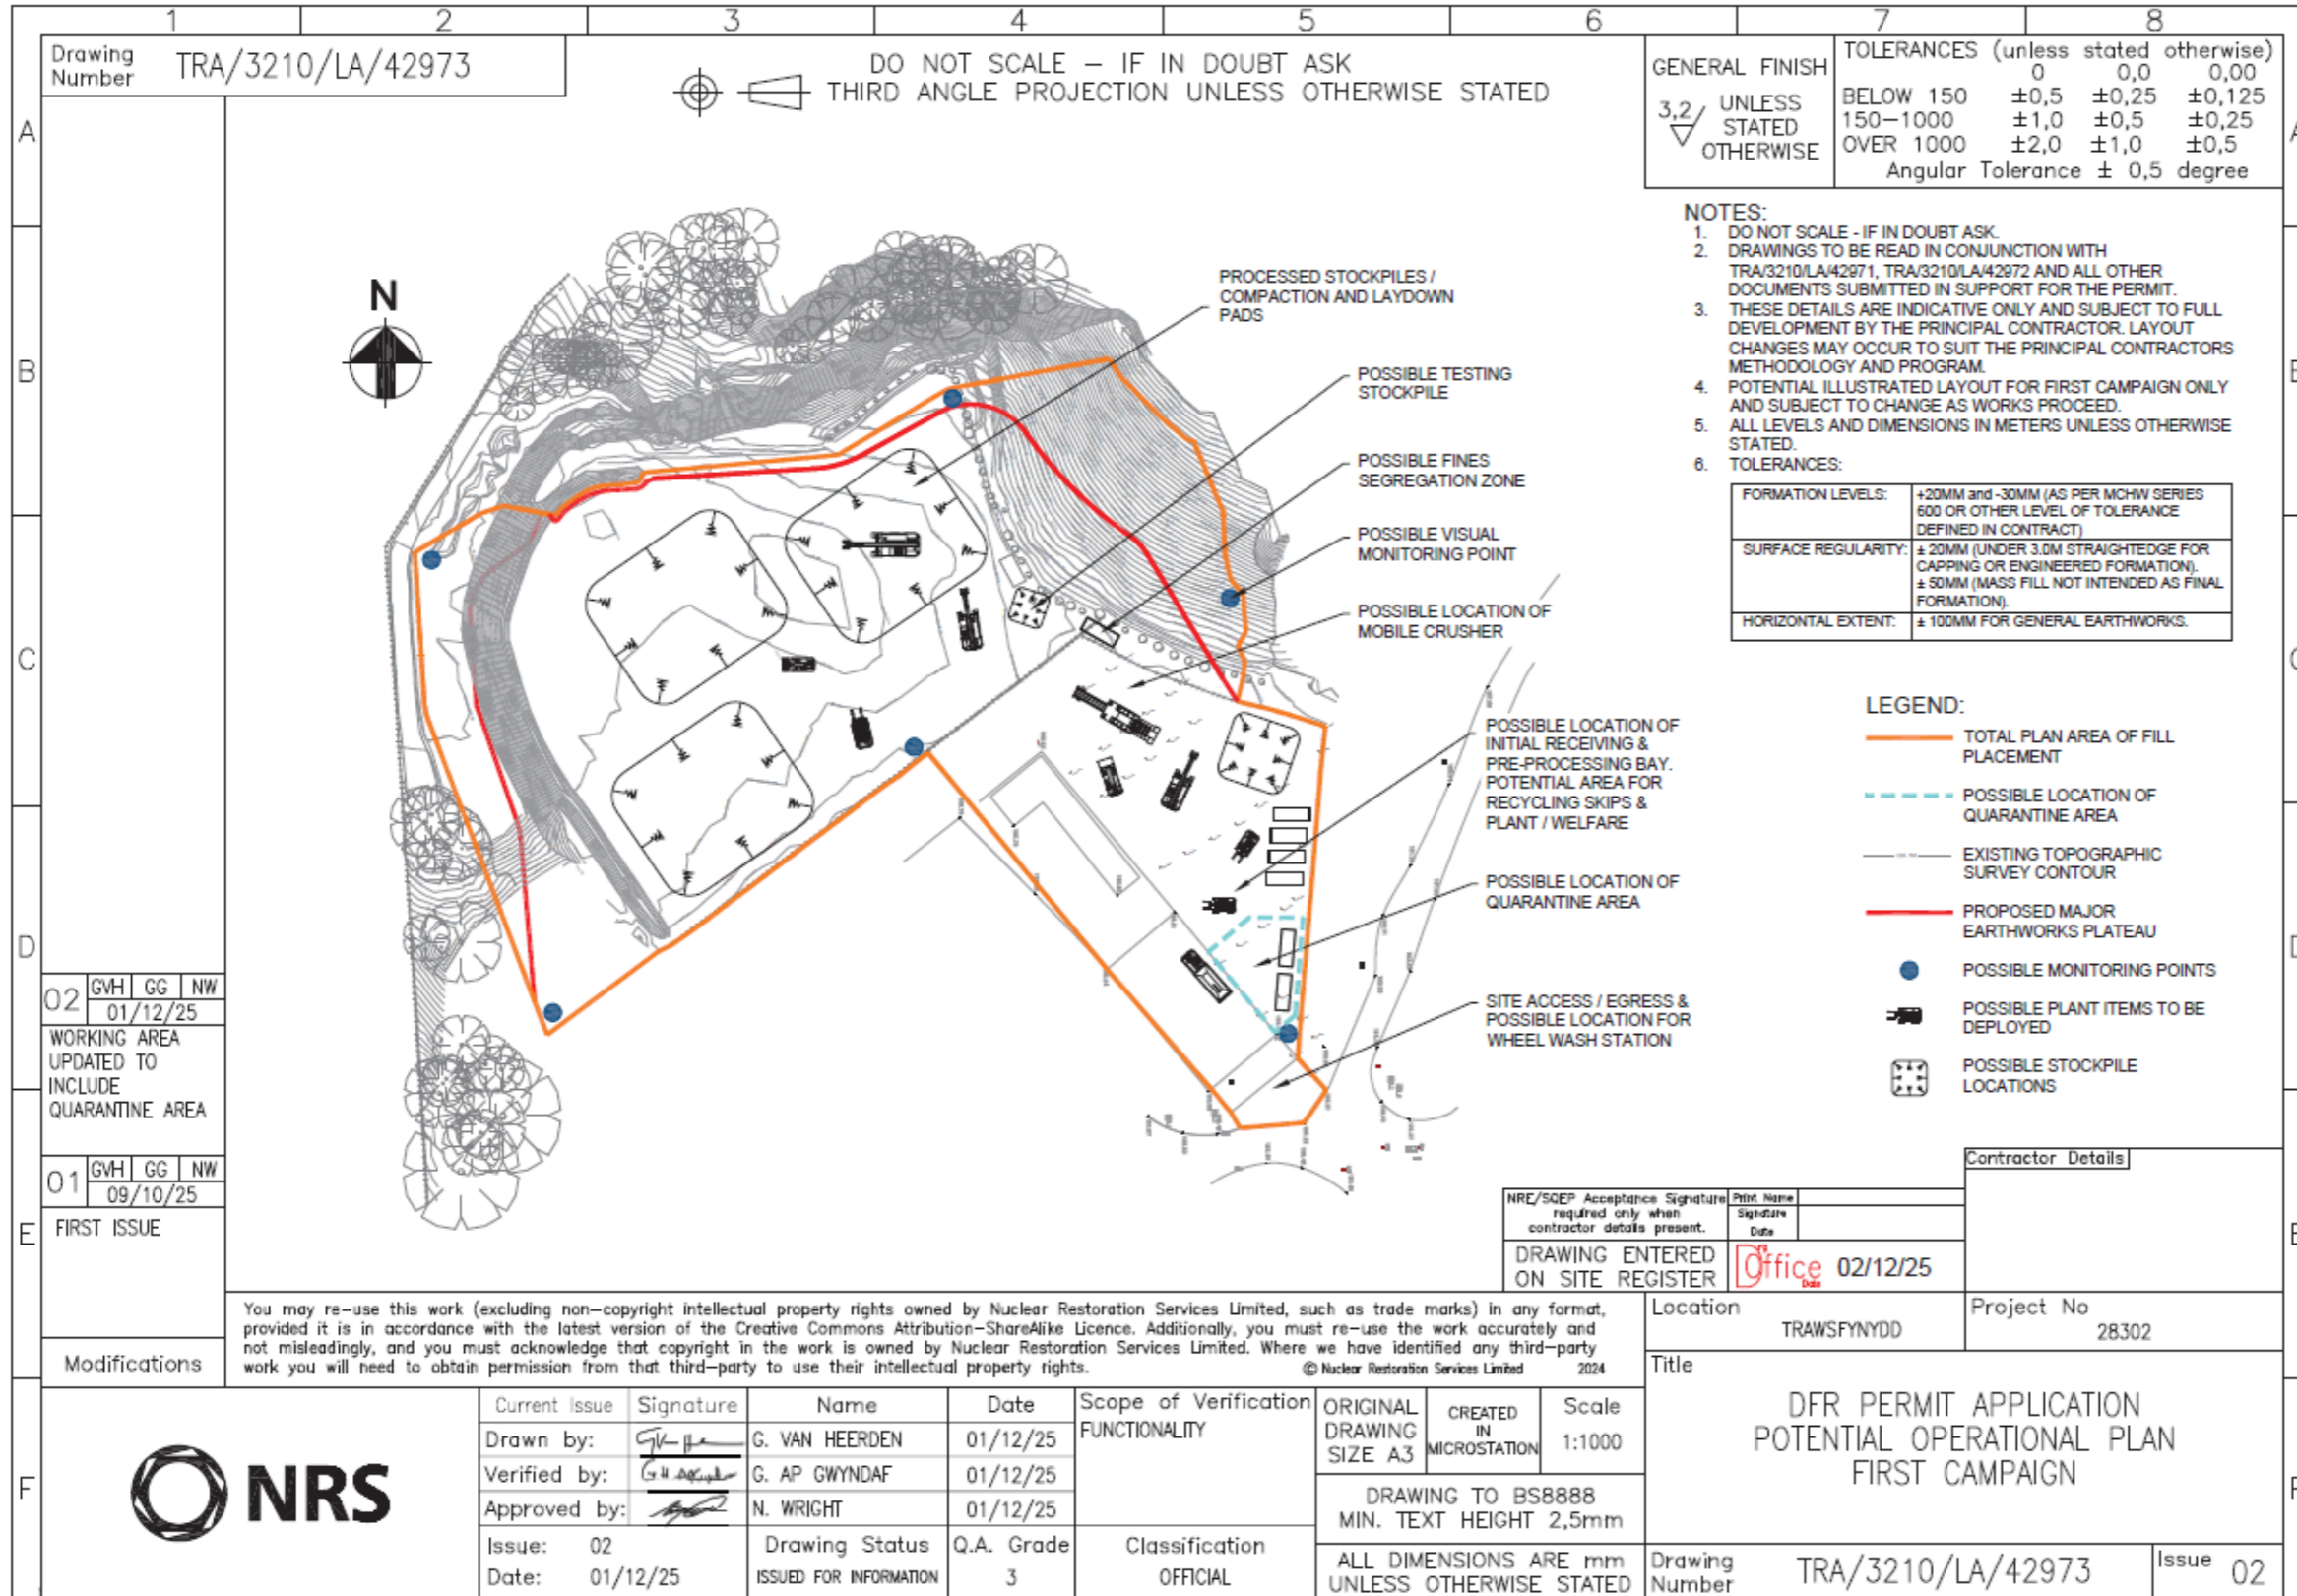 1 2 3 4 5 6 7 8
Drawing
Number
TRA/3210/LA/42973
DO NOT SCALE – IF IN DOUBT ASK
THIRD ANGLE PROJECTION UNLESS OTHERWISE STATED
GENERAL FINISH
3,2/ UNLESS
STATED
OTHERWISE
TOLERANCES (unless stated otherwise)
0 0,0 0,00
BELOW 150 ±0,5 ±0,25 ±0,125
150–1000 ±1,0 ±0,5 ±0,25
OVER 1000 ±2,0 ±1,0 ±0,5
Angular Tolerance ± 0,5 degree
A
B
C
D
E
F
N
NOTES:
1. DO NOT SCALE - IF IN DOUBT ASK.
2. DRAWINGS TO BE READ IN CONJUNCTION WITH
TRA/3210/LA/42971, TRA/3210/LA/42972 AND ALL OTHER
DOCUMENTS SUBMITTED IN SUPPORT FOR THE PERMIT.
3. THESE DETAILS ARE INDICATIVE ONLY AND SUBJECT TO FULL
DEVELOPMENT BY THE PRINCIPAL CONTRACTOR. LAYOUT
CHANGES MAY OCCUR TO SUIT THE PRINCIPAL CONTRACTORS
METHODOLOGY AND PROGRAM.
4. POTENTIAL ILLUSTRATED LAYOUT FOR FIRST CAMPAIGN ONLY
AND SUBJECT TO CHANGE AS WORKS PROCEED.
5. ALL LEVELS AND DIMENSIONS IN METERS UNLESS OTHERWISE
STATED.
6. TOLERANCES:
FORMATION LEVELS: +20MM and -30MM (AS PER MCHW SERIES
600 OR OTHER LEVEL OF TOLERANCE
DEFINED IN CONTRACT)
SURFACE REGULARITY: ± 20MM (UNDER 3.0M STRAIGHTEDGE FOR
CAPPING OR ENGINEERED FORMATION).
± 50MM (MASS FILL NOT INTENDED AS FINAL
FORMATION).
HORIZONTAL EXTENT: ± 100MM FOR GENERAL EARTHWORKS.
PROCESSED STOCKPILES /
COMPACTION AND LAYDOWN
PADS
POSSIBLE TESTING
STOCKPILE
POSSIBLE FINES
SEGREGATION ZONE
POSSIBLE VISUAL
MONITORING POINT
POSSIBLE LOCATION OF
MOBILE CRUSHER
POSSIBLE LOCATION OF
INITIAL RECEIVING &
PRE-PROCESSING BAY.
POTENTIAL AREA FOR
RECYCLING SKIPS &
PLANT / WELFARE
POSSIBLE LOCATION OF
QUARANTINE AREA
SITE ACCESS / EGRESS &
POSSIBLE LOCATION FOR
WHEEL WASH STATION
LEGEND:
TOTAL PLAN AREA OF FILL
PLACEMENT
POSSIBLE LOCATION OF
QUARANTINE AREA
EXISTING TOPOGRAPHIC
SURVEY CONTOUR
PROPOSED MAJOR
EARTHWORKS PLATEAU
POSSIBLE MONITORING POINTS
POSSIBLE PLANT ITEMS TO BE
DEPLOYED
POSSIBLE STOCKPILE
LOCATIONS
02 GVH GG NW
01/12/25
WORKING AREA
UPDATED TO
INCLUDE
QUARANTINE AREA
01 GVH GG NW
09/10/25
FIRST ISSUE
Modifications
Contractor Details
NRE/SQEP Acceptance Signature
required only when
contractor details present.
Print Name
Signature
Date
DRAWING ENTERED
ON SITE REGISTER
Drg Office Date 02/12/25
You may re–use this work (excluding non–copyright intellectual property rights owned by Nuclear Restoration Services Limited, such as trade marks) in any format,
provided it is in accordance with the latest version of the Creative Commons Attribution–ShareAlike Licence. Additionally, you must re–use the work accurately and
not misleadingly, and you must acknowledge that copyright in the work is owned by Nuclear Restoration Services Limited. Where we have identified any third–party
work you will need to obtain permission from that third–party to use their intellectual property rights. © Nuclear Restoration Services Limited 2024
Location
TRAWSFYNYDD
Project No
28302
NRS
Current Issue Signature Name Date
Drawn by: G. VAN HEERDEN 01/12/25
Verified by: G. AP GWYNDAF 01/12/25
Approved by: N. WRIGHT 01/12/25
Issue: 02
Date: 01/12/25
Drawing Status
ISSUED FOR INFORMATION
Q.A. Grade
3
Scope of Verification
FUNCTIONALITY
Classification
OFFICIAL
ORIGINAL
DRAWING
SIZE A3
CREATED
IN
MICROSTATION
Scale
1:1000
DRAWING TO BS8888
MIN. TEXT HEIGHT 2,5mm
ALL DIMENSIONS ARE mm
UNLESS OTHERWISE STATED
Title
DFR PERMIT APPLICATION
POTENTIAL OPERATIONAL PLAN
FIRST CAMPAIGN
Drawing
Number
TRA/3210/LA/42973
Issue 02